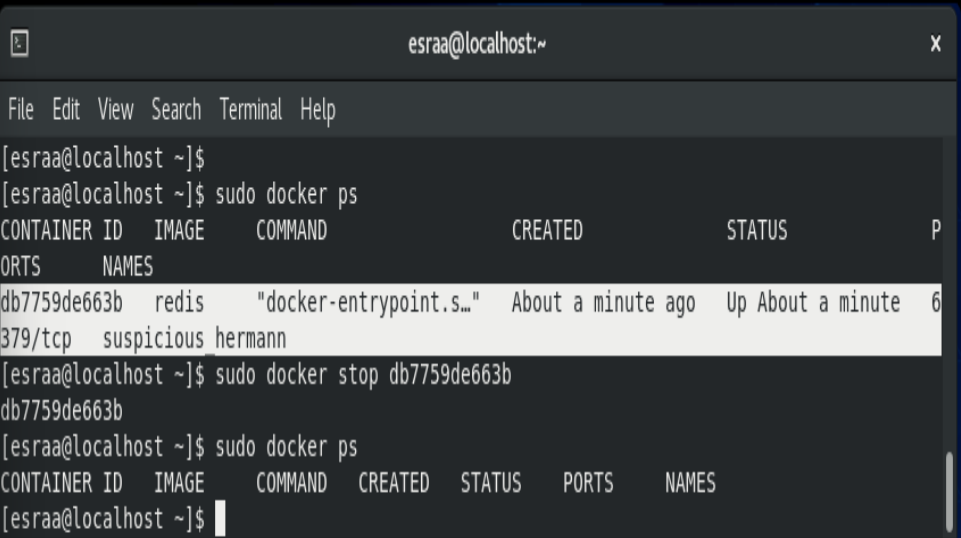 esraa@localhost:~ x
File Edit View Search Terminal Help
[esraa@localhost ~]$
[esraa@localhost ~]$ sudo docker ps
CONTAINER ID   IMAGE     COMMAND                  CREATED              STATUS              P
ORTS      NAMES
db7759de663b   redis     "docker-entrypoint.s…"   About a minute ago   Up About a minute   6
379/tcp   suspicious_hermann
[esraa@localhost ~]$ sudo docker stop db7759de663b
db7759de663b
[esraa@localhost ~]$ sudo docker ps
CONTAINER ID   IMAGE     COMMAND   CREATED   STATUS    PORTS     NAMES
[esraa@localhost ~]$